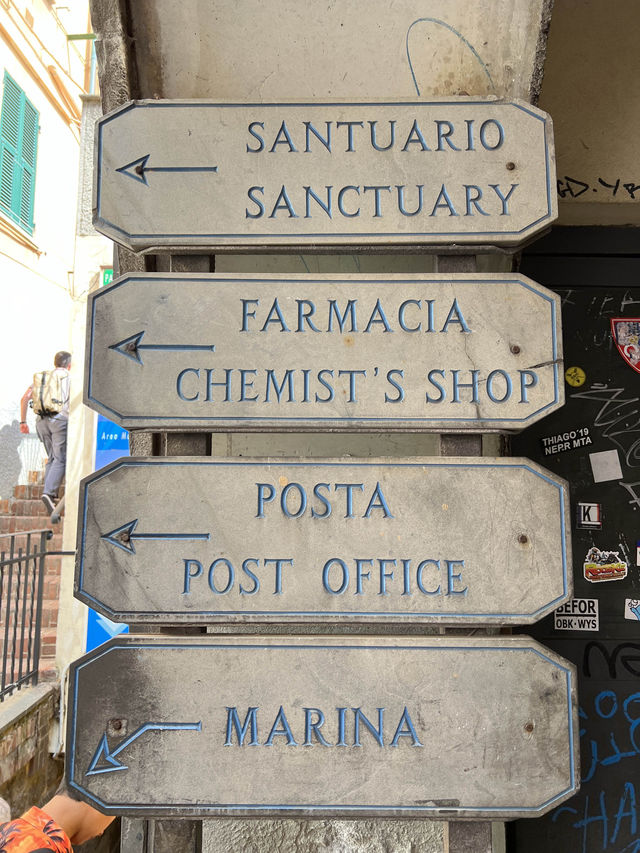 SANTUARIO
SANCTUARY
FARMACIA
CHEMIST'S SHOP
POSTA
POST OFFICE
MARINA
THIAGO'19
NEPR MTA
K
BEFOR
OBK·WYS